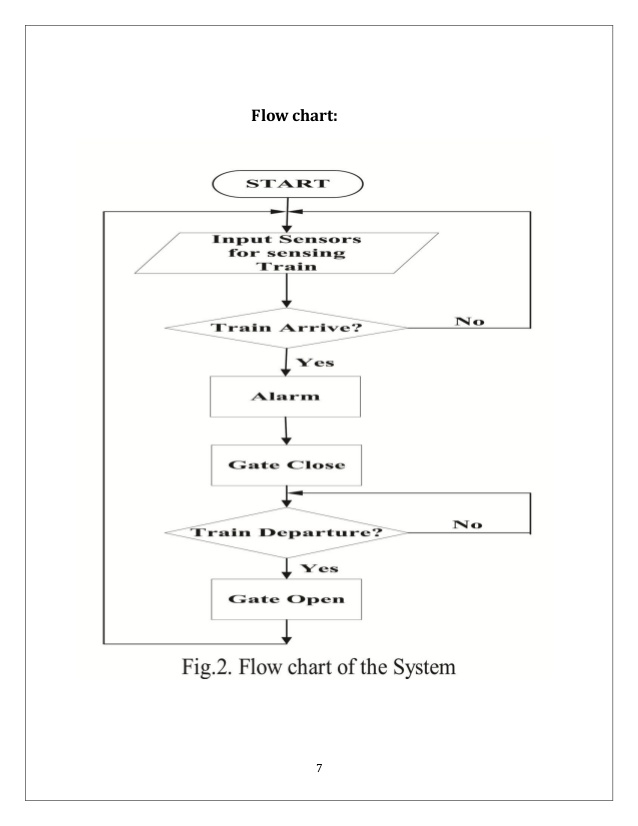 Flow chart:
START
Input Sensors
for sensing
Train
Train Arrive?
No
Yes
Alarm
Gate Close
Train Departure?
No
Yes
Gate Open
Fig.2. Flow chart of the System
7